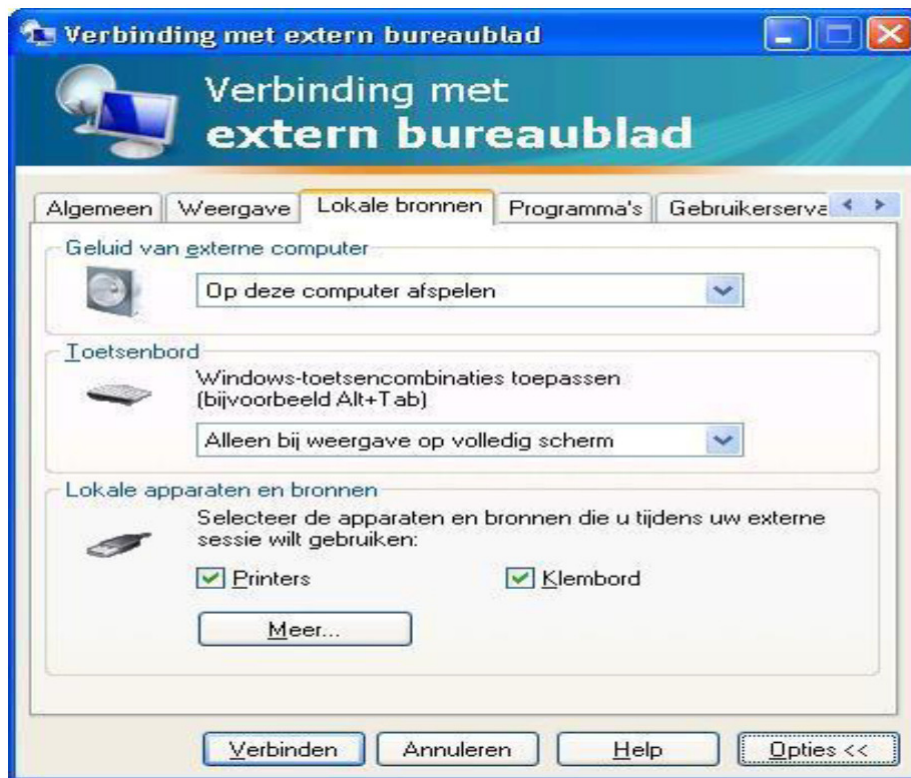 Verbinding met extern bureaublad
Verbinding met
extern bureaublad
Algemeen Weergave Lokale bronnen Programma's Gebruikerserva
Geluid van externe computer
Op deze computer afspelen
Toetsenbord
Windows-toetsencombinaties toepassen
(bijvoorbeeld Alt+Tab)
Alleen bij weergave op volledig scherm
Lokale apparaten en bronnen
Selecteer de apparaten en bronnen die u tijdens uw externe
sessie wilt gebruiken:
Printers Klembord
Meer...
Verbinden Annuleren Help Opties <<